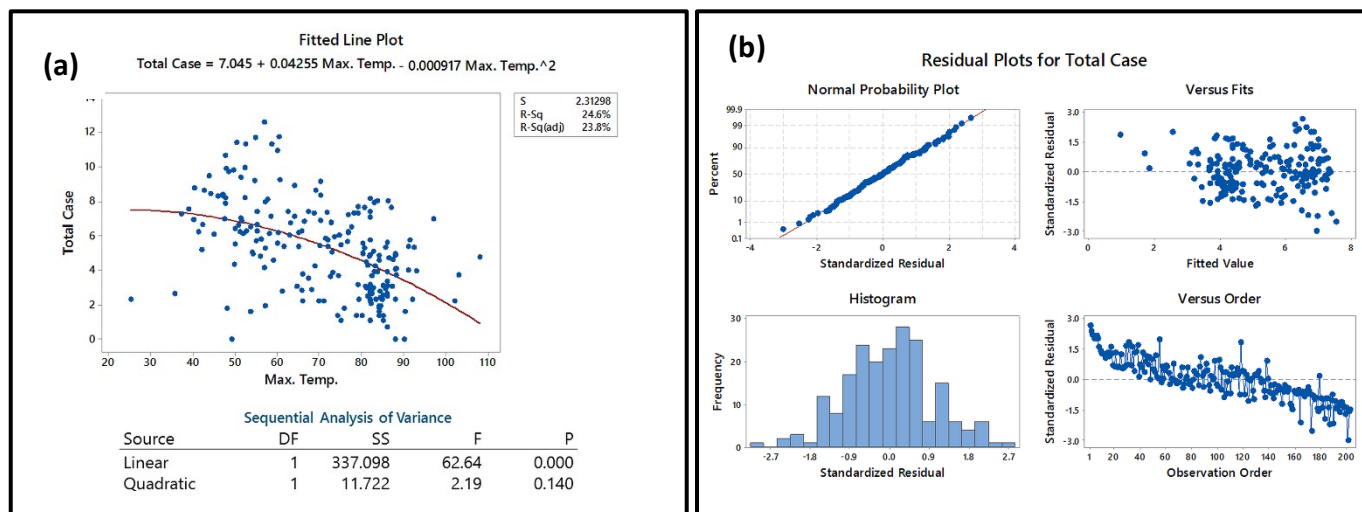 (a)
Fitted Line Plot
Total Case = 7.045 + 0.04255 Max. Temp. - 0.000917 Max. Temp.^2
S 2.31298
R-Sq 24.6%
R-Sq(adj) 23.8%
Total Case
14
12
10
8
6
4
2
0
20 30 40 50 60 70 80 90 100 110
Max. Temp.
Sequential Analysis of Variance
Source DF SS F P
Linear 1 337.098 62.64 0.000
Quadratic 1 11.722 2.19 0.140
(b)
Residual Plots for Total Case
Normal Probability Plot
Percent
99.9
99
90
50
10
1
0.1
-4 -2 0 2 4
Standardized Residual
Versus Fits
Standardized Residual
3.0
1.5
0.0
-1.5
-3.0
0 2 4 6 8
Fitted Value
Histogram
Frequency
30
20
10
0
-2.7 -1.8 -0.9 0.0 0.9 1.8 2.7
Standardized Residual
Versus Order
Standardized Residual
3.0
1.5
0.0
-1.5
-3.0
1 20 40 60 80 100 120 140 160 180 200
Observation Order